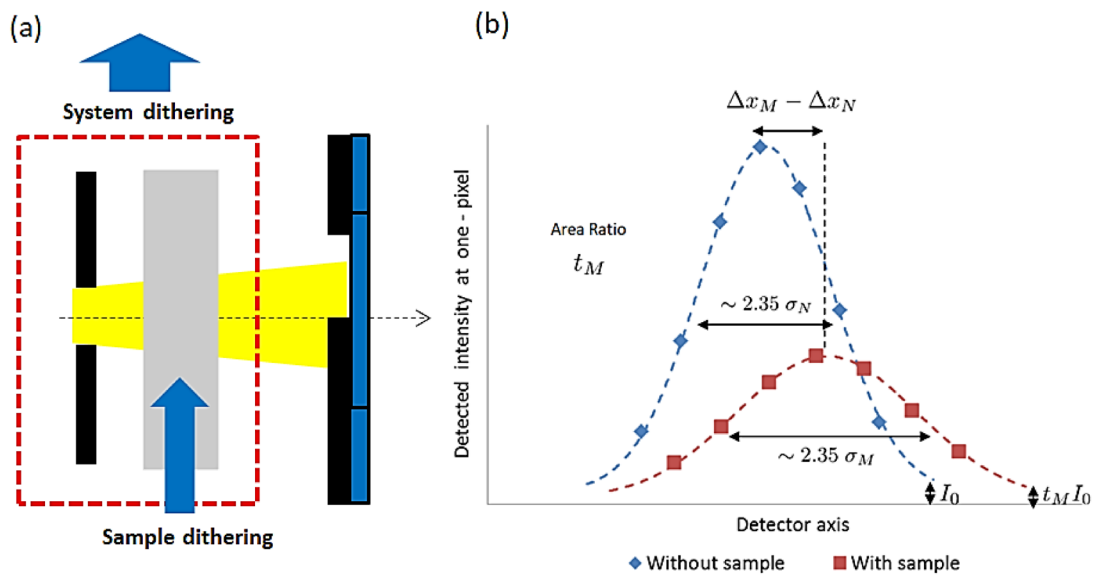 (a)
System dithering
Sample dithering
(b)
Δx_M − Δx_N
Detected intensity at one - pixel
Area Ratio
t_M
~ 2.35 σ_N
~ 2.35 σ_M
I_0
t_M I_0
Detector axis
Without sample
With sample